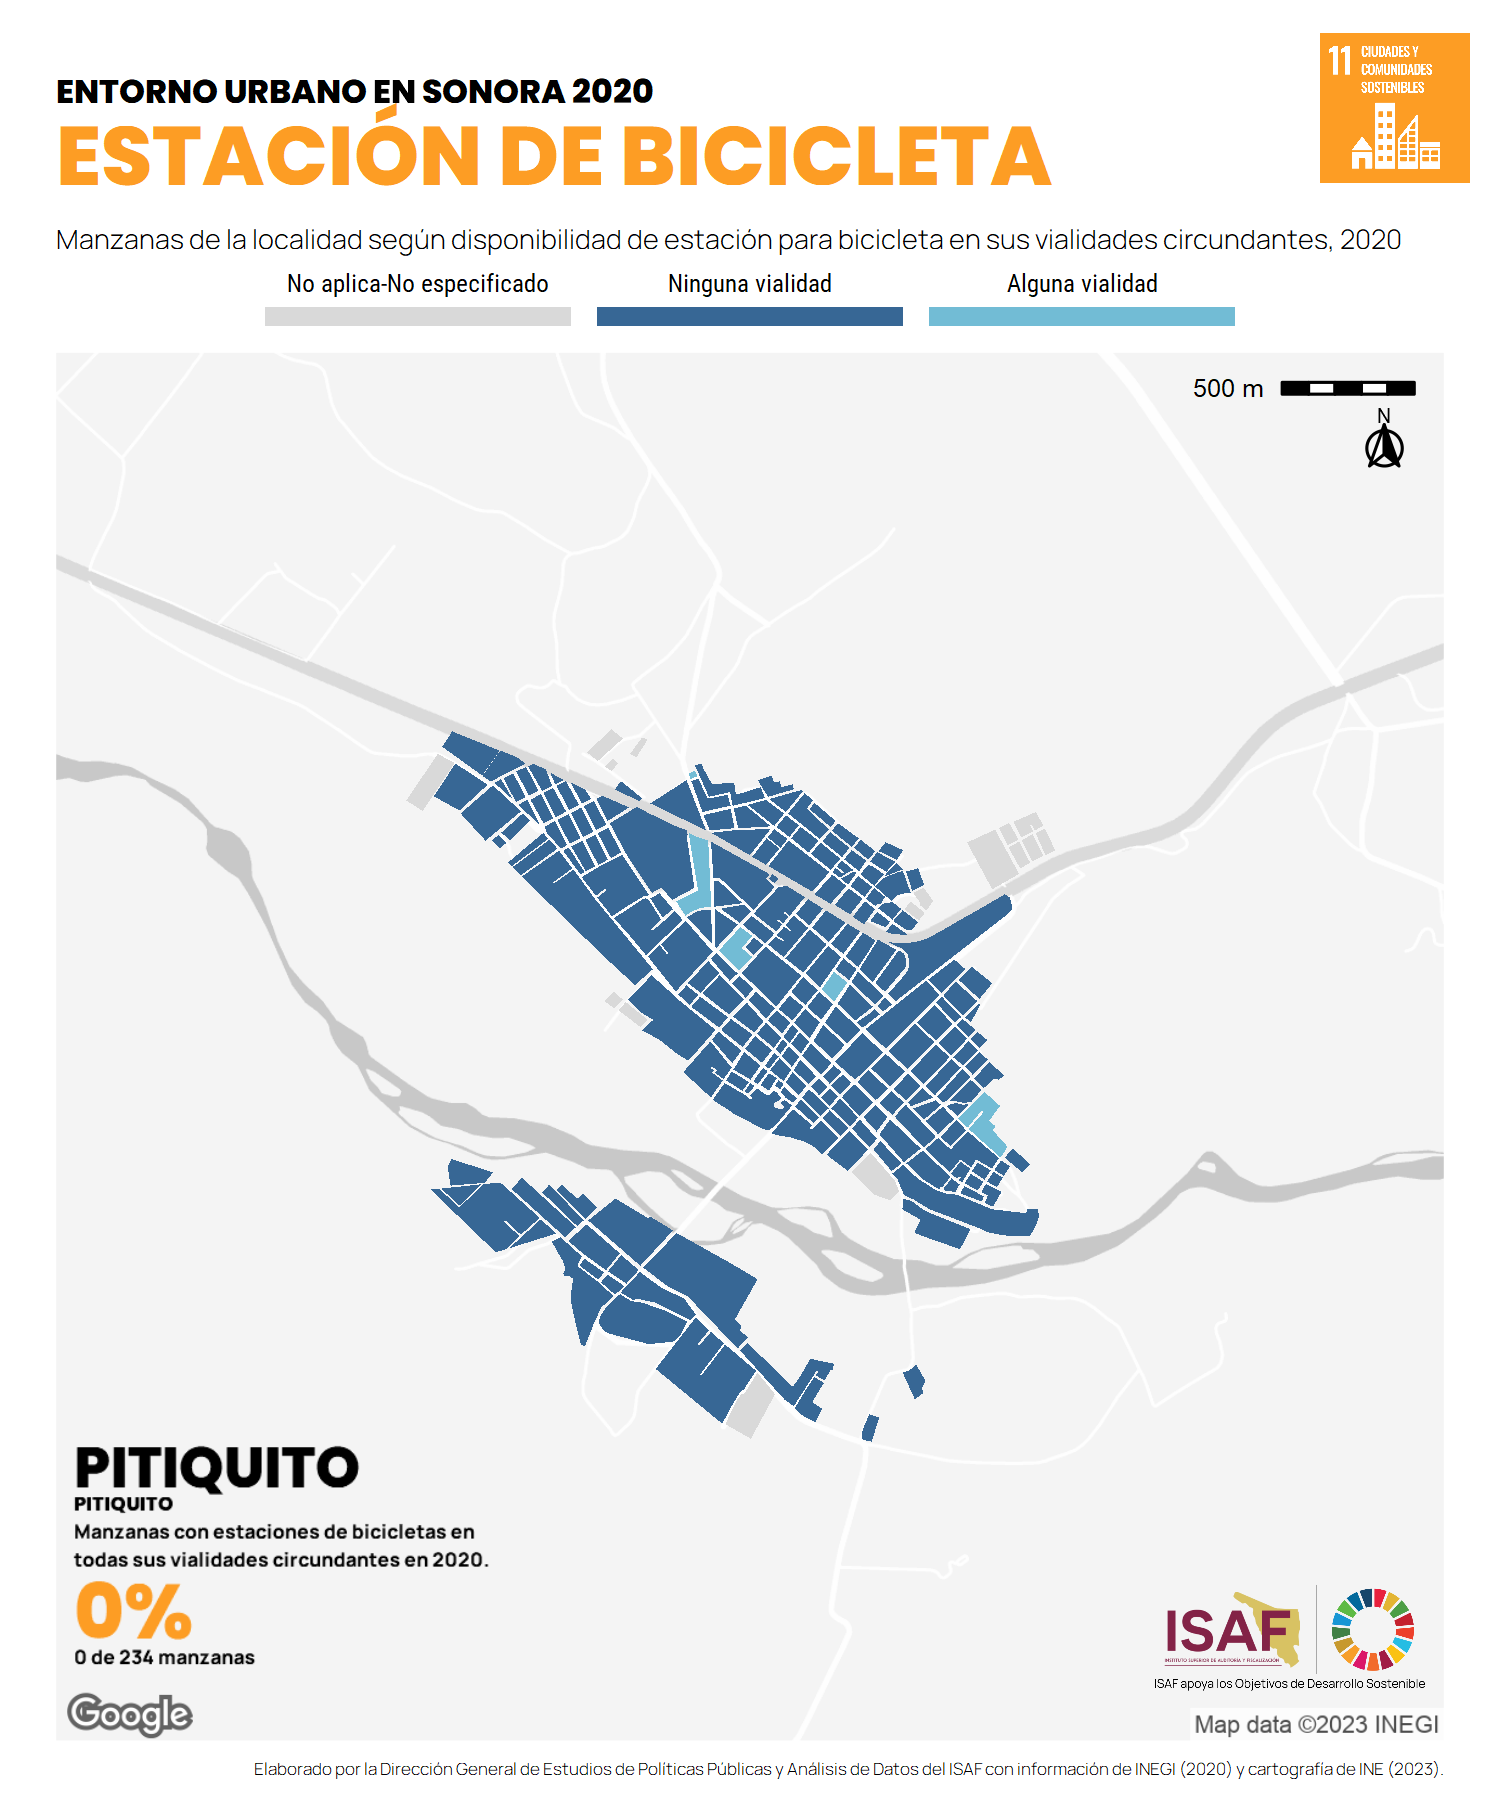 11 CIUDADES Y
COMUNIDADES
SOSTENIBLES
ENTORNO URBANO EN SONORA 2020
ESTACIÓN DE BICICLETA
Manzanas de la localidad según disponibilidad de estación para bicicleta en sus vialidades circundantes, 2020
No aplica-No especificado Ninguna vialidad Alguna vialidad
500 m
N
PITIQUITO
PITIQUITO
Manzanas con estaciones de bicicletas en
todas sus vialidades circundantes en 2020.
0%
0 de 234 manzanas
Google
ISAF
INSTITUTO SUPERIOR DE AUDITORÍA Y FISCALIZACIÓN
ISAF apoya los Objetivos de Desarrollo Sostenible
Map data ©2023 INEGI
Elaborado por la Dirección General de Estudios de Políticas Públicas y Análisis de Datos del ISAF con información de INEGI (2020) y cartografía de INE (2023).